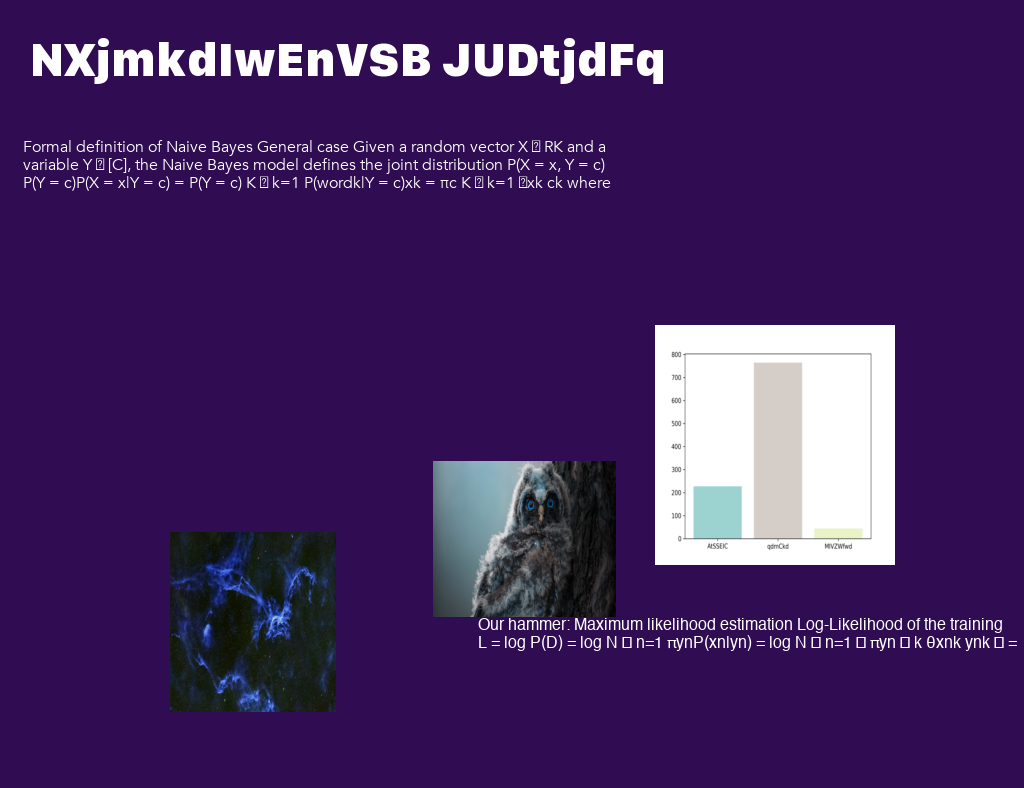 NXjmkdIwEnVSB JUDtjdFq
Formal definition of Naive Bayes General case Given a random vector X ⍰ RK and a
variable Y ⍰ [C], the Naive Bayes model defines the joint distribution P(X = x, Y = c)
P(Y = c)P(X = x|Y = c) = P(Y = c) K ⍰ k=1 P(wordk|Y = c)xk = πc K ⍰ k=1 ⍰xk ck where
800
700
600
500
400
300
200
100
0
AtSSEIC qdmCkd MlVZWfwd
Our hammer: Maximum likelihood estimation Log-Likelihood of the training
L = log P(D) = log N ⍰ n=1 πynP(xn|yn) = log N ⍰ n=1 ⍰ πyn ⍰ k θxnk ynk ⍰ =